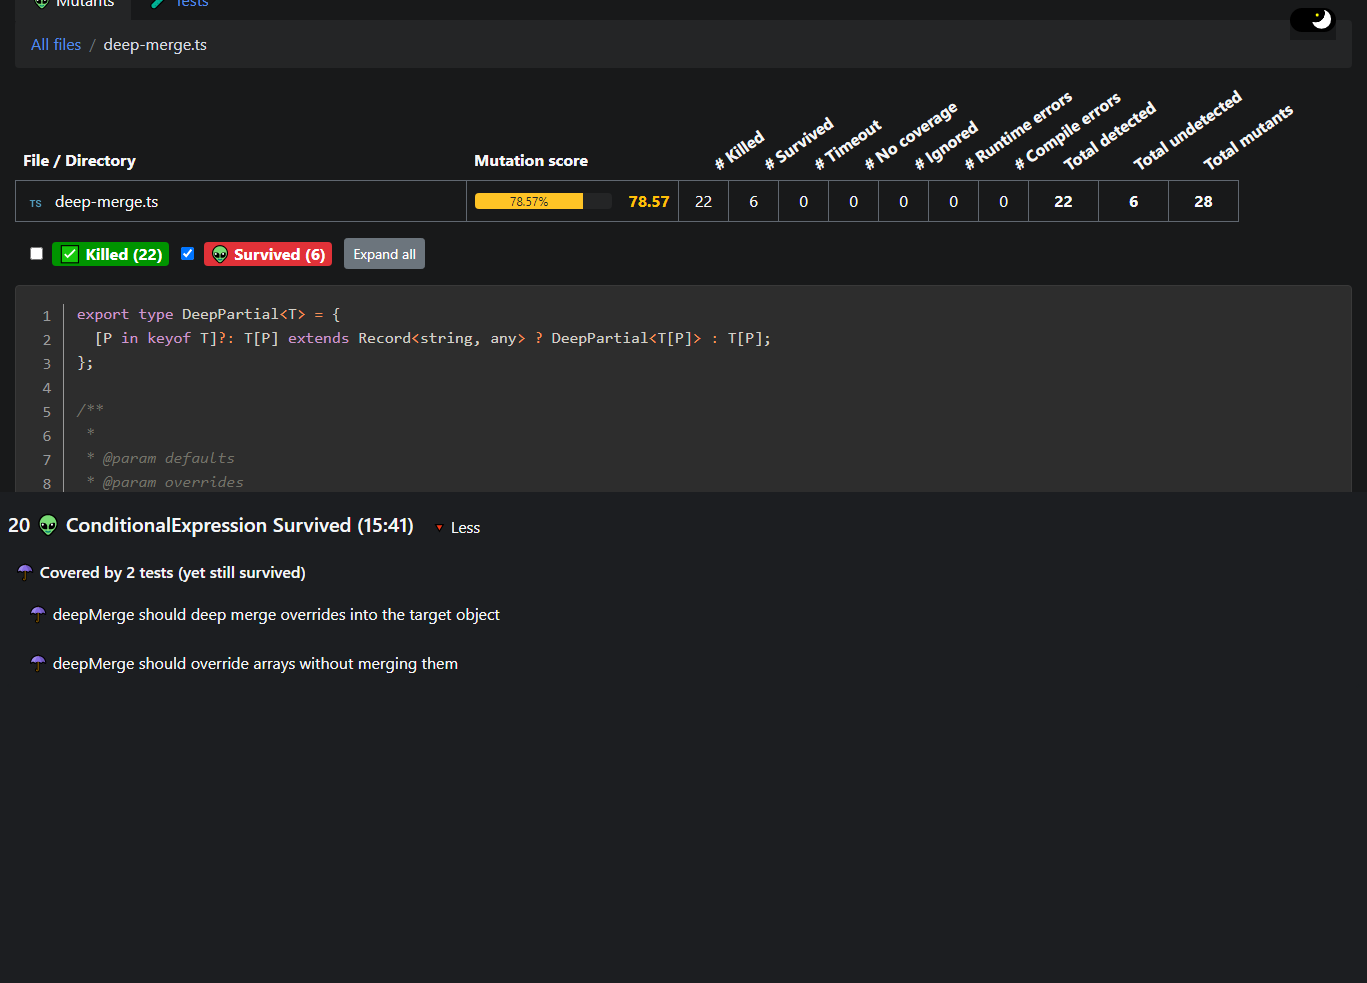 Mutants Tests
All files / deep-merge.ts
File / Directory Mutation score # Killed # Survived # Timeout # No coverage # Ignored # Runtime errors # Compile errors Total detected Total undetected Total mutants
TS deep-merge.ts 78.57% 78.57 22 6 0 0 0 0 0 22 6 28
Killed (22) Survived (6) Expand all
1 export type DeepPartial<T> = {
2 [P in keyof T]?: T[P] extends Record<string, any> ? DeepPartial<T[P]> : T[P];
3 };
4
5 /**
6 *
7 * @param defaults
8 * @param overrides
20 ConditionalExpression Survived (15:41) Less
Covered by 2 tests (yet still survived)
deepMerge should deep merge overrides into the target object
deepMerge should override arrays without merging them